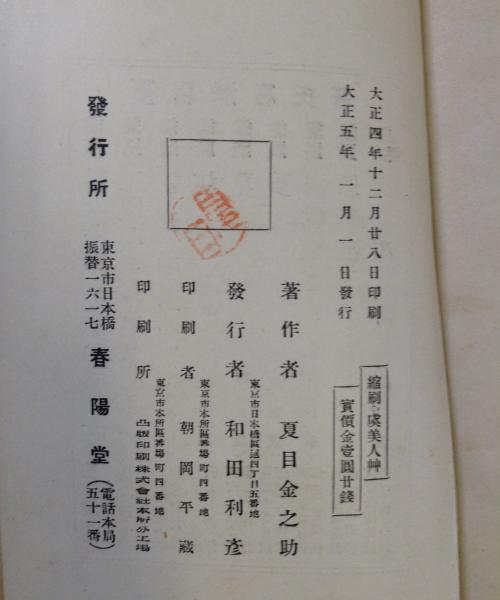 大正四年十二月廿八日印刷
大正五年一月一日發行
縮刷 虞美人艸
實價金壹圓廿錢
著作者 夏目金之助
東京市日本橋區通四丁目五番地
發行者 和田利彦
東京市本所區番場町四番地
印刷者 朝岡平藏
東京市本所區番場町四番地
印刷所 凸版印刷株式會社本所分工場
發行所
東京市日本橋
振替一六一七
春陽堂
(電話本局
五十一番)